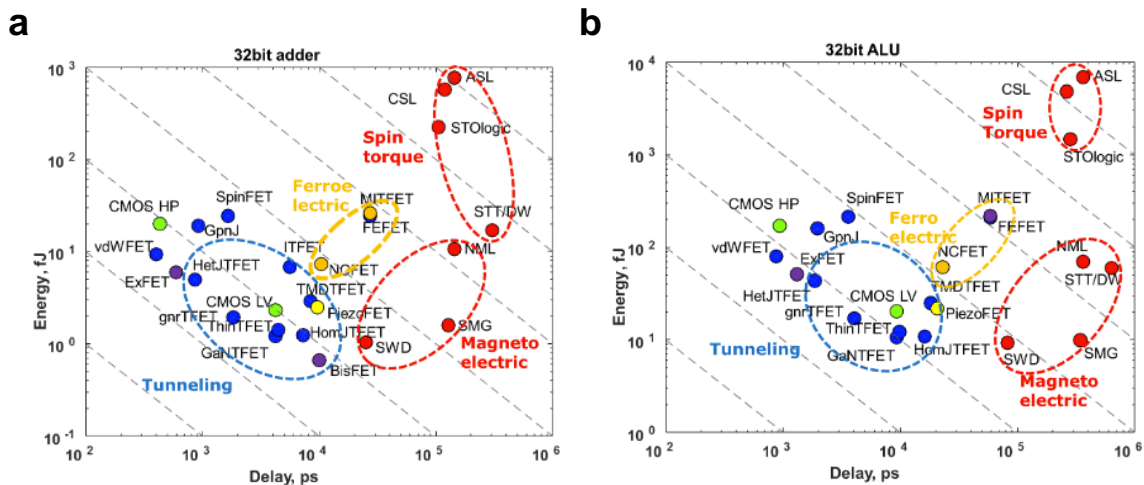 a
32bit adder
10^3
10^2
10^1
10^0
10^-1
Energy, fJ
ASL
CSL
STOlogic
Spin
torque
SpinFET
Ferroe
lectric
MITFET
CMOS HP
GpnJ
FEFET
STT/DW
vdWFET
ITFET
NML
HetJTFET
NCFET
ExFET
TMDTFET
CMOS LV
PiezoFET
gnrTFET
ThinTFET
HomJTFET
SMG
GaNTFET
SWD
Magneto
electric
Tunneling
BisFET
10^2 10^3 10^4 10^5 10^6
Delay, ps
b
32bit ALU
10^4
10^3
10^2
10^1
10^0
Energy, fJ
ASL
CSL
Spin
Torque
STOlogic
SpinFET
MITFET
CMOS HP
GpnJ
Ferro
electric
FEFET
vdWFET
NML
ExFET
NCFET
STT/DW
HetJTFET
CMOS LV
TMDTFET
gnrTFET
PiezoFET
ThinTFET
Tunneling
GaNTFET
HomJTFET
SWD
SMG
Magneto
electric
10^2 10^3 10^4 10^5 10^6
Delay, ps